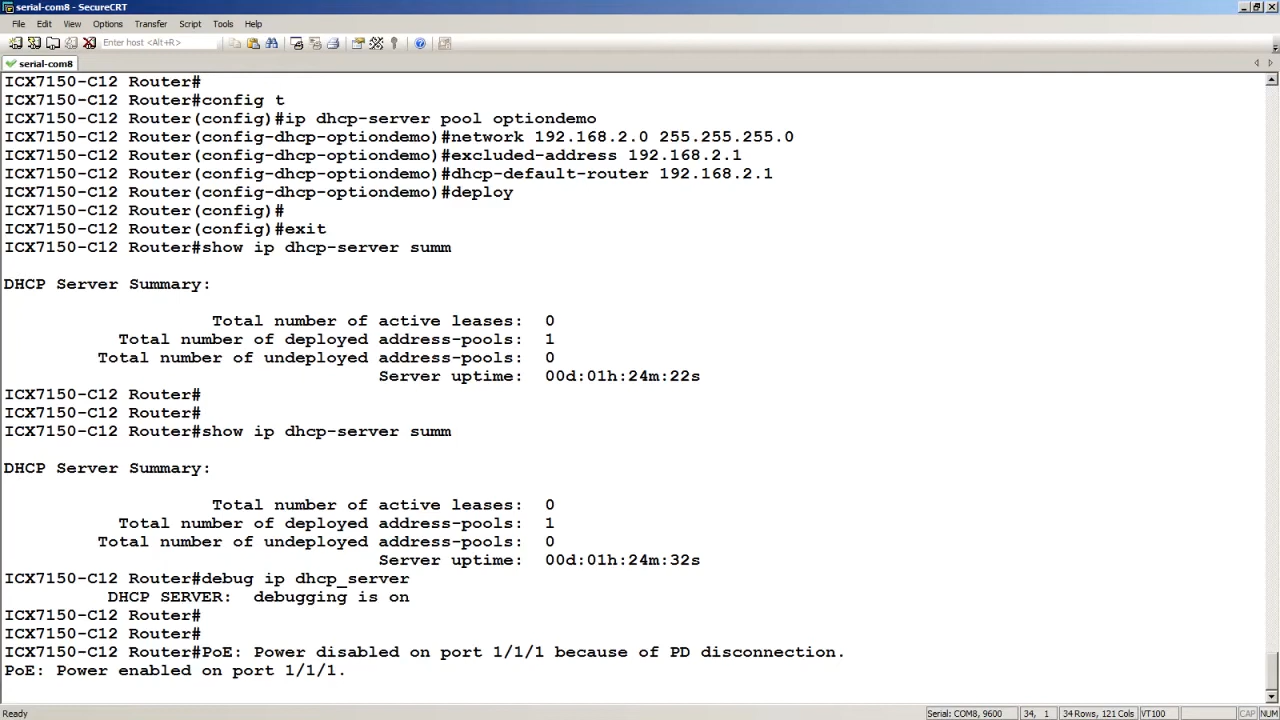 serial-com8 - SecureCRT
File Edit View Options Transfer Script Tools Help
Enter host <Alt+R>
serial-com8
ICX7150-C12 Router#
ICX7150-C12 Router#config t
ICX7150-C12 Router(config)#ip dhcp-server pool optiondemo
ICX7150-C12 Router(config-dhcp-optiondemo)#network 192.168.2.0 255.255.255.0
ICX7150-C12 Router(config-dhcp-optiondemo)#excluded-address 192.168.2.1
ICX7150-C12 Router(config-dhcp-optiondemo)#dhcp-default-router 192.168.2.1
ICX7150-C12 Router(config-dhcp-optiondemo)#deploy
ICX7150-C12 Router(config)#
ICX7150-C12 Router(config)#exit
ICX7150-C12 Router#show ip dhcp-server summ
DHCP Server Summary:
Total number of active leases: 0
Total number of deployed address-pools: 1
Total number of undeployed address-pools: 0
Server uptime: 00d:01h:24m:22s
ICX7150-C12 Router#
ICX7150-C12 Router#
ICX7150-C12 Router#show ip dhcp-server summ
DHCP Server Summary:
Total number of active leases: 0
Total number of deployed address-pools: 1
Total number of undeployed address-pools: 0
Server uptime: 00d:01h:24m:32s
ICX7150-C12 Router#debug ip dhcp_server
DHCP SERVER: debugging is on
ICX7150-C12 Router#
ICX7150-C12 Router#
ICX7150-C12 Router#PoE: Power disabled on port 1/1/1 because of PD disconnection.
PoE: Power enabled on port 1/1/1.
Ready Serial: COM8, 9600 34, 1 34 Rows, 121 Cols VT100 CAP NUM